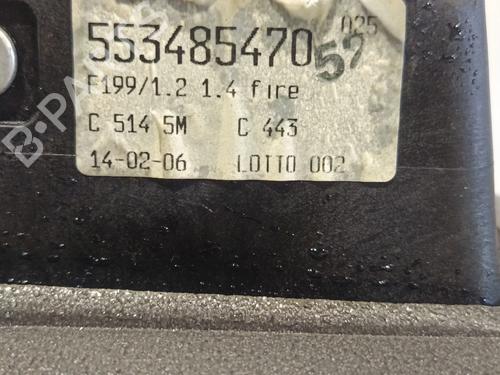 025
553485470
57
F199/1.2 1.4 fire
C 514 5M C 443
14-02-06 LOTTO 002
B-PARTS